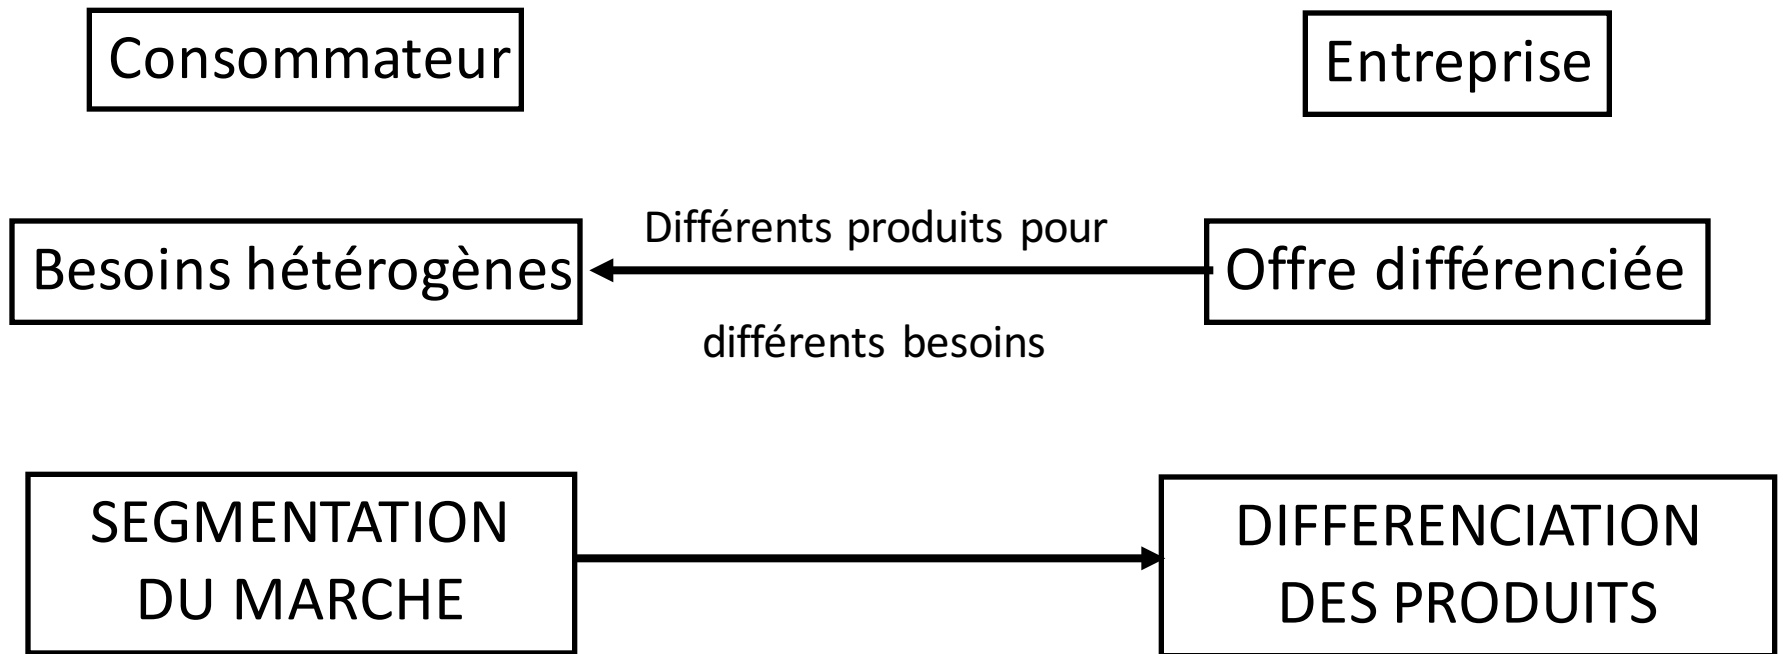 Consommateur
Entreprise
Besoins hétérogènes
Différents produits pour
différents besoins
Offre différenciée
SEGMENTATION
DU MARCHE
DIFFERENCIATION
DES PRODUITS